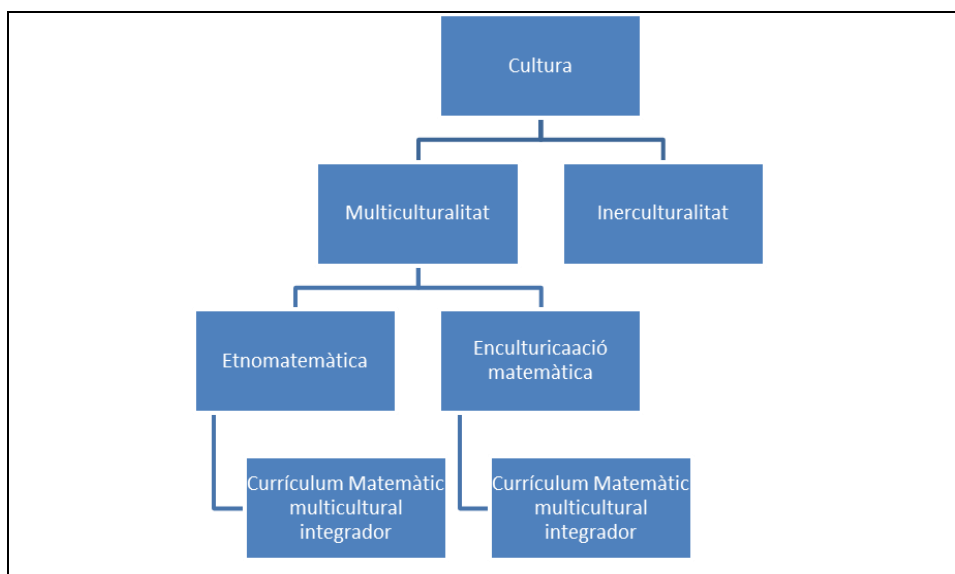 Cultura
Multiculturalitat
Inerculturalitat
Etnomatemàtica
Enculturicaació
matemàtica
Currículum Matemàtic
multicultural
integrador
Currículum Matemàtic
multicultural
integrador